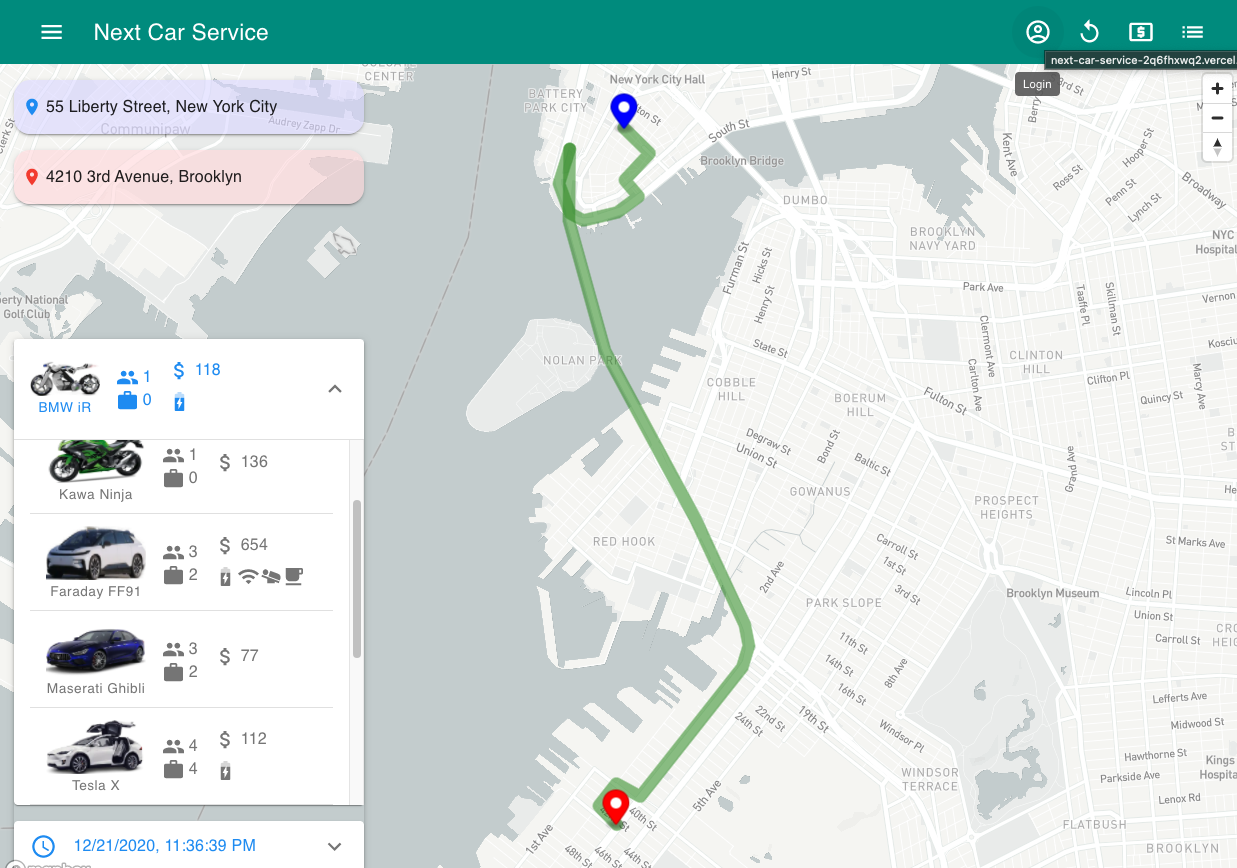 Next Car Service
next-car-service-2q6fhxwq2.vercel.
Login
55 Liberty Street, New York City
4210 3rd Avenue, Brooklyn
BMW iR
1
0
$ 118
Kawa Ninja
1
0
$ 136
Faraday FF91
3
2
$ 654
Maserati Ghibli
3
2
$ 77
Tesla X
4
4
$ 112
12/21/2020, 11:36:39 PM
mapbox
CENTER
Communipaw
Audrey Zapp Dr
erty National
Golf Club
BATTERY
PARK CITY
New York City Hall
Henry St
South St
Brooklyn Bridge
DUMBO
BROOKLYN
NAVY YARD
Kent Ave
Ross St
Hooper St
Penn St
Lynch St
Broadway
NYC
Hospital
Furman St
Hicks St
Henry St
Park Ave
Taaffe Pl
Skillman St
Vernon
NOLAN PARK
State St
Clermont Ave
Carlton Ave
CLINTON
HILL
Clifton Pl
Quincy St
Marcy Ave
Kosciu
COBBLE
HILL
BOERUM
HILL
Fulton St
Degraw St
Union St
Bond St
Baltic St
Grand Ave
GOWANUS
PROSPECT
HEIGHTS
RED HOOK
Carroll St
1st St
3rd St
2nd Ave
St Marks Ave
Brooklyn Museum
Lincoln Pl
Union St
Carroll St
PARK SLOPE
11th St
14th St
16th St
8th Ave
19th St
22nd St
24th St
Windsor Pl
Lefferts Ave
Midwood St
Hawthorne St
Parkside Ave
Kings
Hospita
WINDSOR
TERRACE
Lenox Rd
5th Ave
40th St
1st Ave
44th St
46th St
48th St
FLATBUSH
BROOKLYN